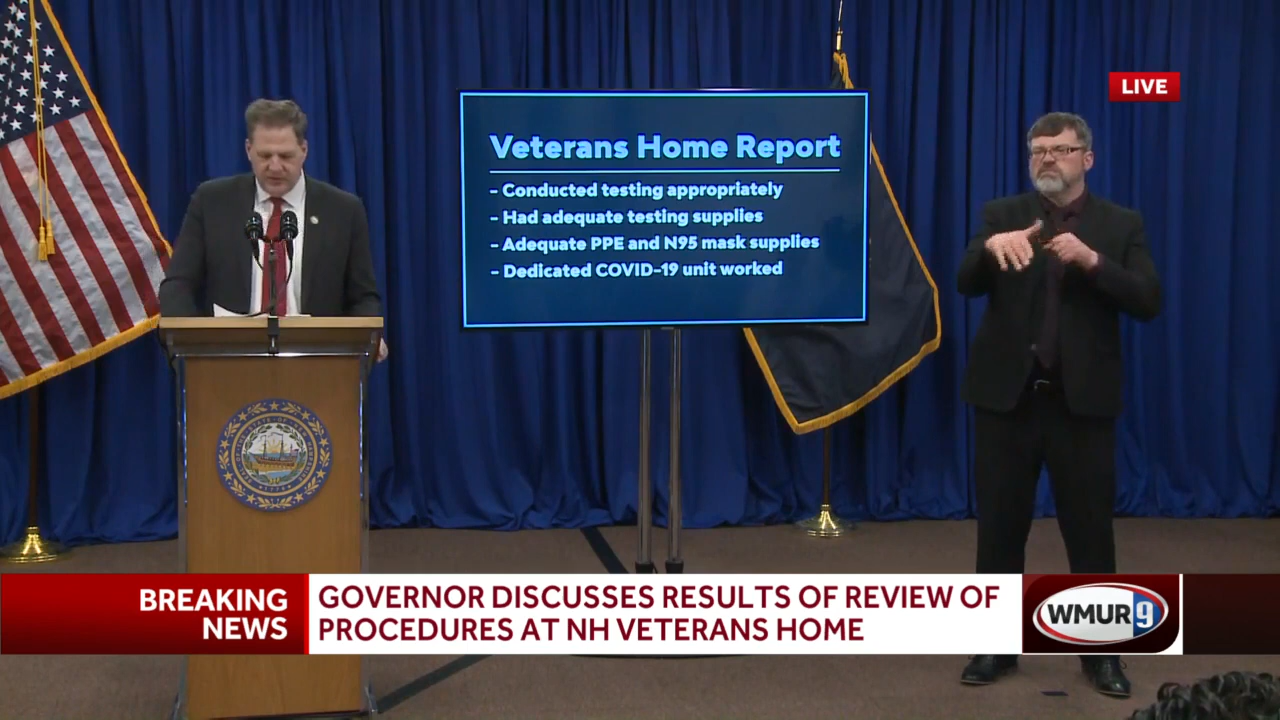 LIVE
Veterans Home Report
- Conducted testing appropriately
- Had adequate testing supplies
- Adequate PPE and N95 mask supplies
- Dedicated COVID-19 unit worked
BREAKING
NEWS
GOVERNOR DISCUSSES RESULTS OF REVIEW OF
PROCEDURES AT NH VETERANS HOME
WMUR9